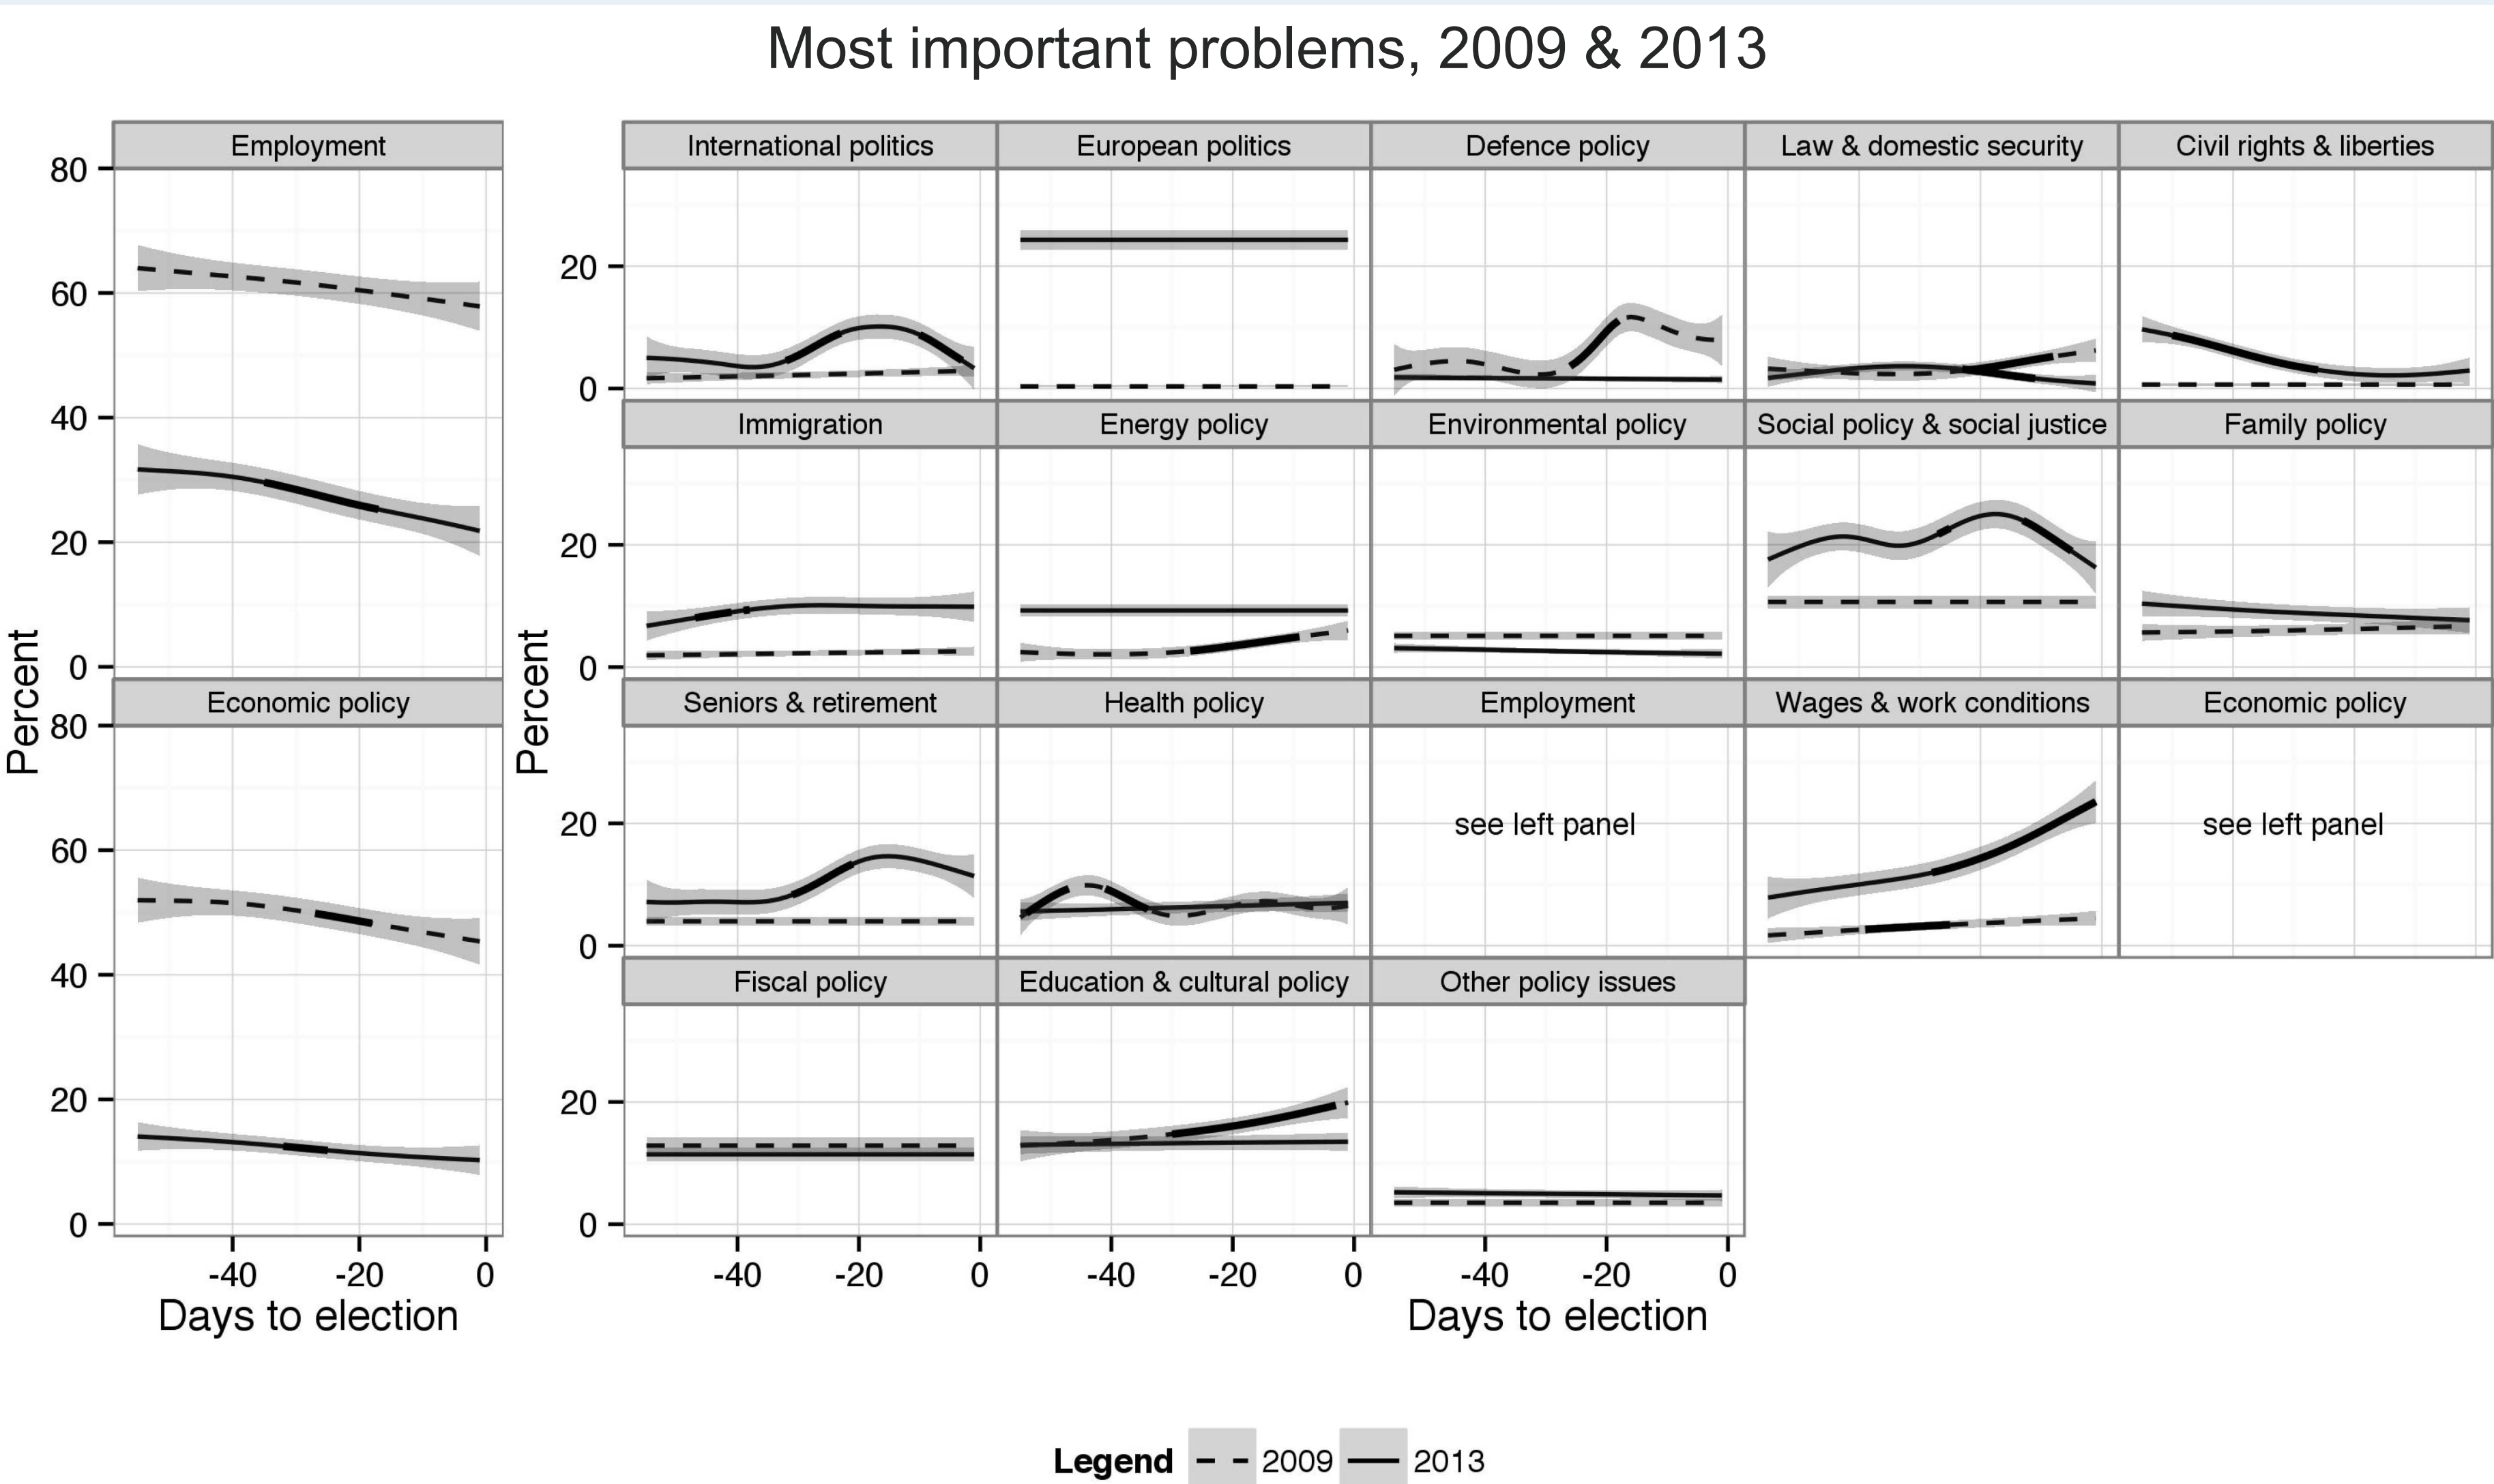 Most important problems, 2009 & 2013
Employment
80
60
40
20
0
Economic policy
80
60
40
20
0
Percent
-40 -20 0
Days to election
Percent
International politics European politics Defence policy Law & domestic security Civil rights & liberties
20
0
Immigration Energy policy Environmental policy Social policy & social justice Family policy
20
0
Seniors & retirement Health policy Employment Wages & work conditions Economic policy
20
see left panel see left panel
0
Fiscal policy Education & cultural policy Other policy issues
20
0
-40 -20 0 -40 -20 0 -40 -20 0
Days to election
Legend 2009 2013